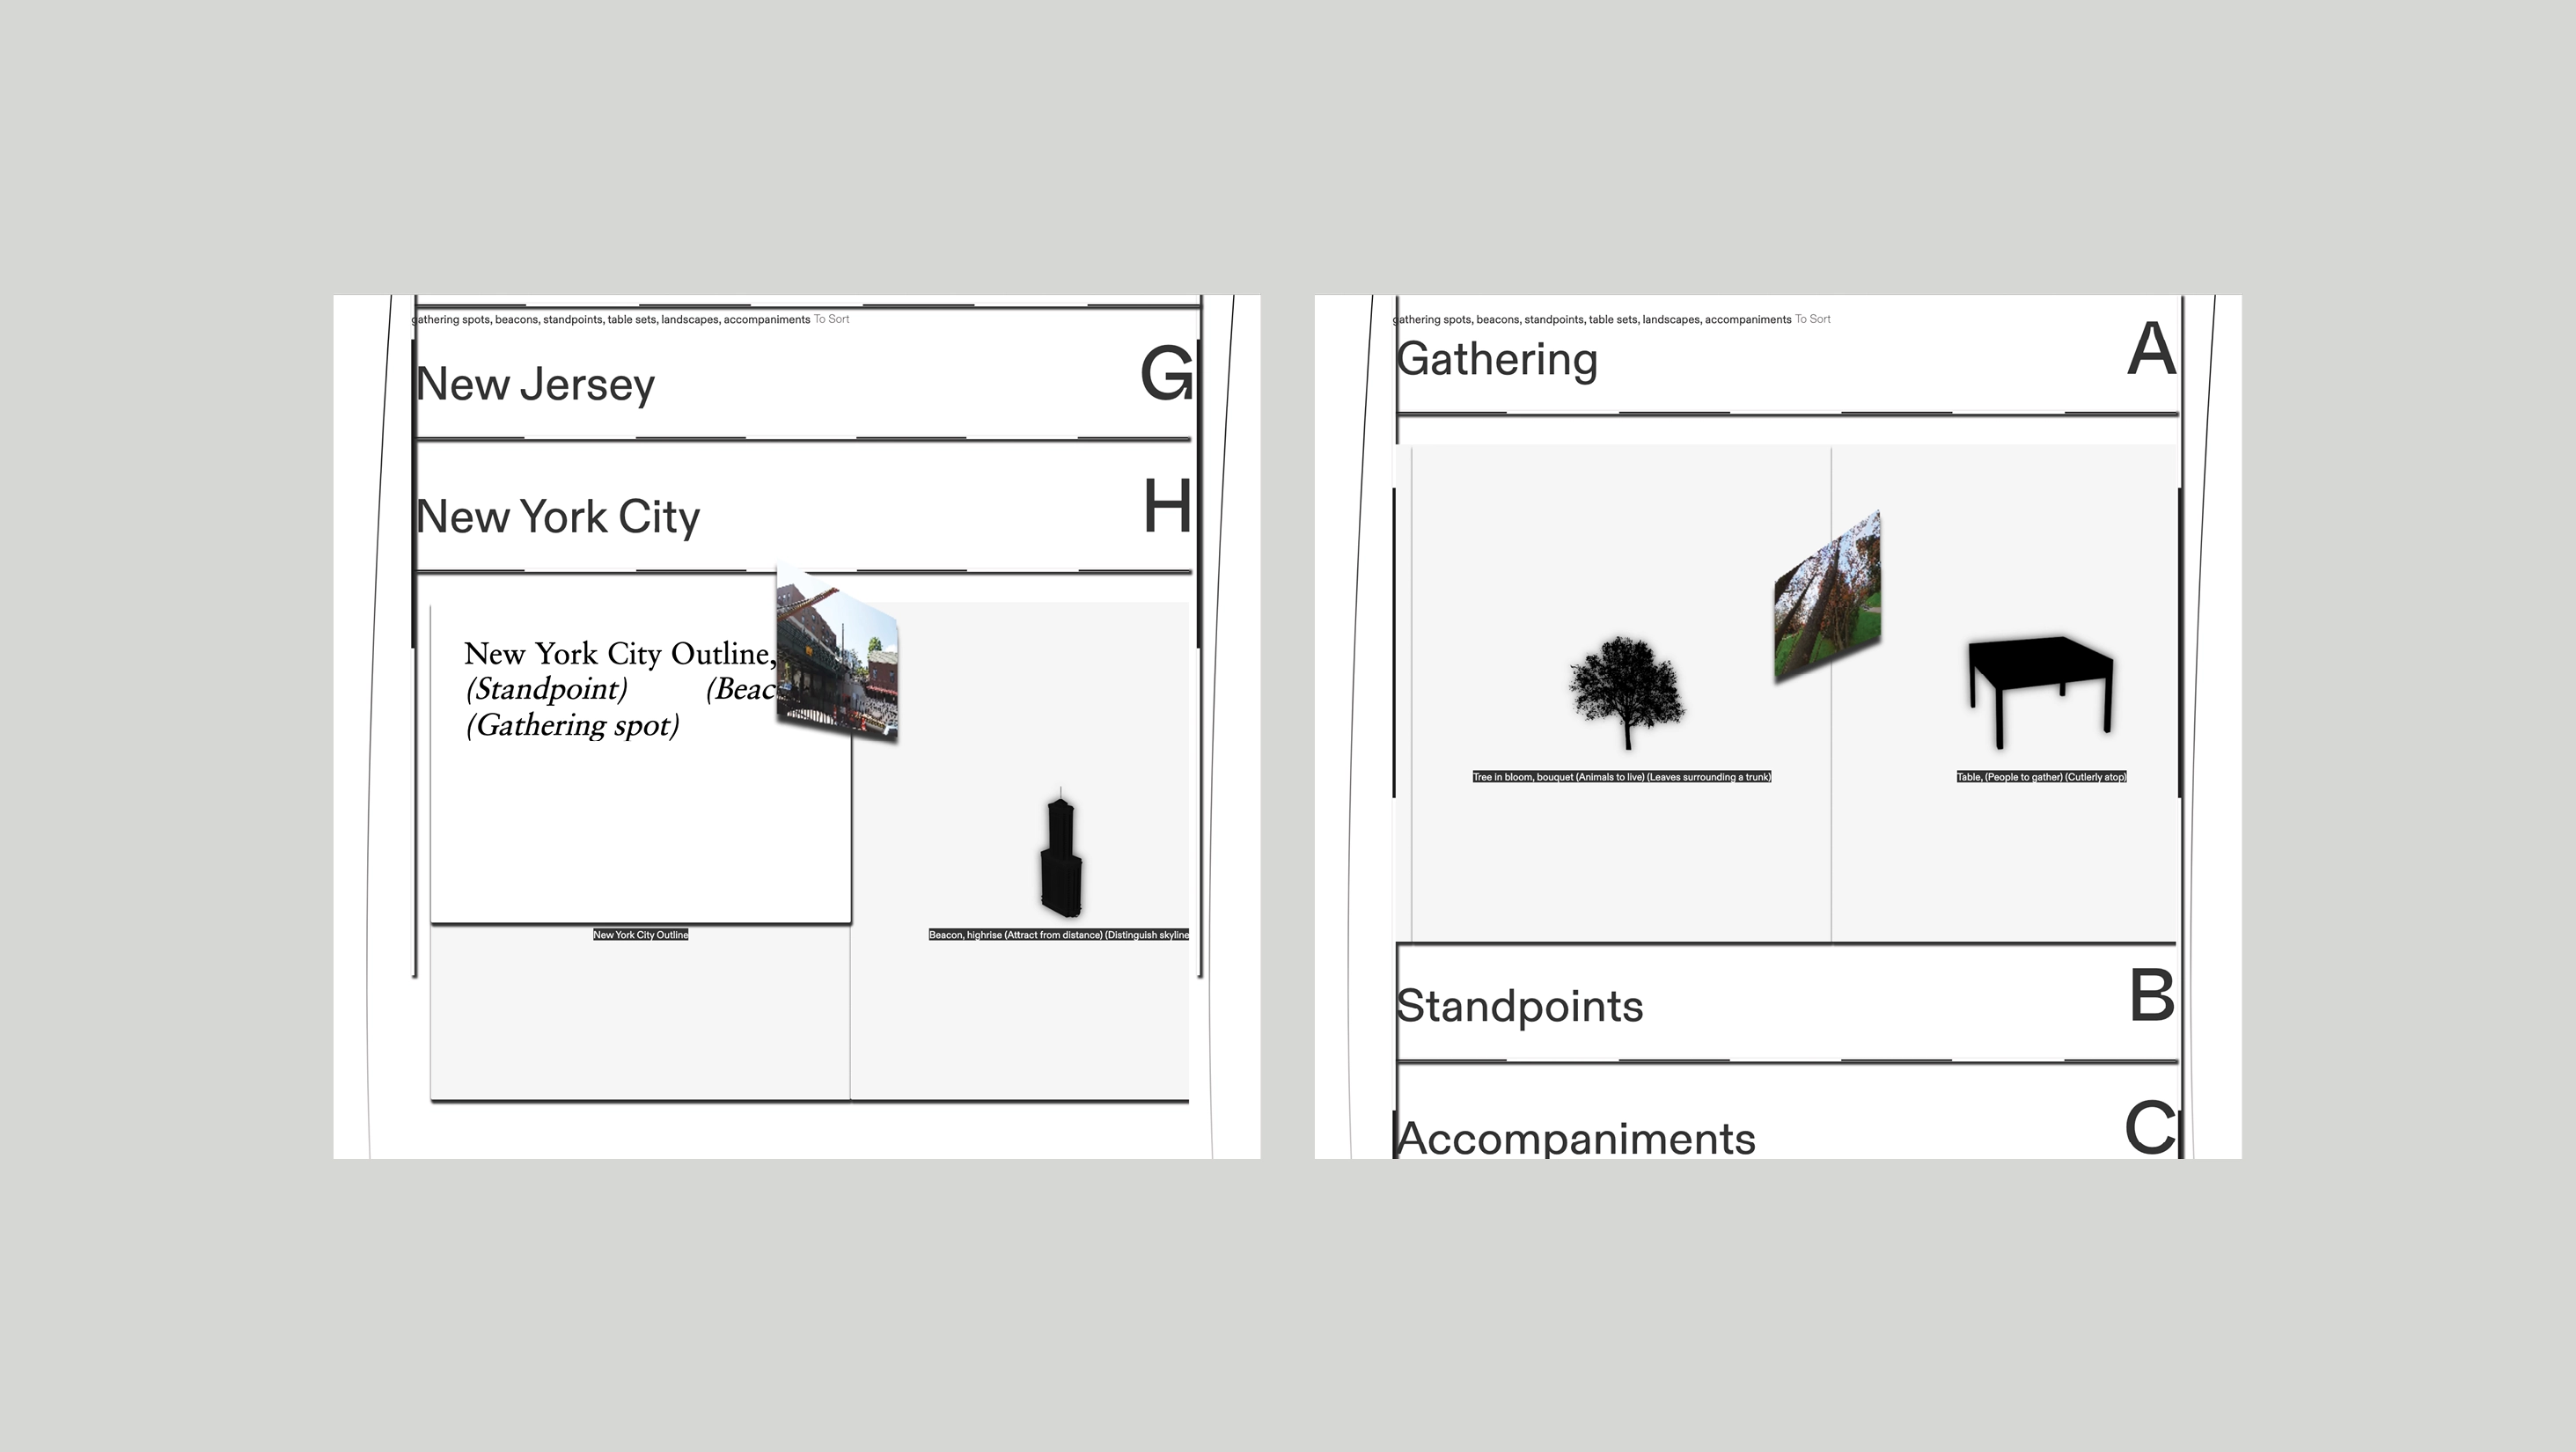 gathering spots, beacons, standpoints, table sets, landscapes, accompaniments To Sort
New Jersey G
New York City H
New York City Outline,
(Standpoint) (Beac
(Gathering spot)
New York City Outline
Beacon, highrise (Attract from distance) (Distinguish skyline
gathering spots, beacons, standpoints, table sets, landscapes, accompaniments To Sort
Gathering A
Tree in bloom, bouquet (Animals to live) (Leaves surrounding a trunk)
Table, (People to gather) (Cutlerly atop)
Standpoints B
Accompaniments C